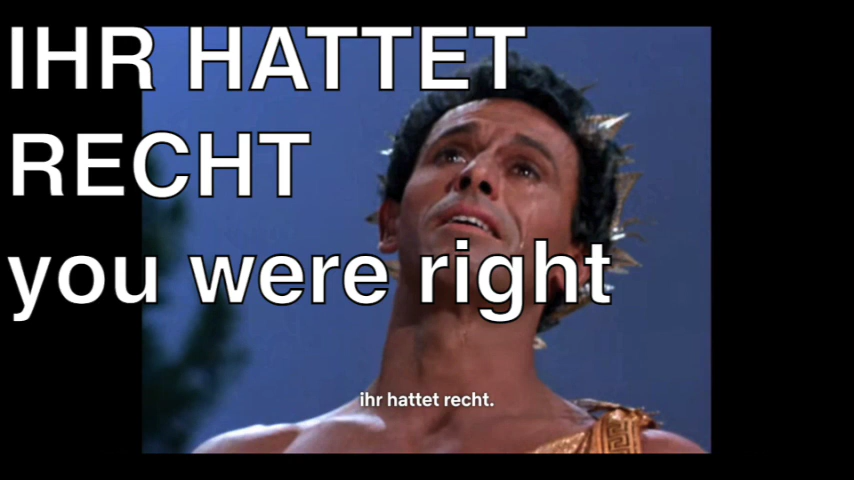 IHR HATTET
RECHT
you were right
ihr hattet recht.